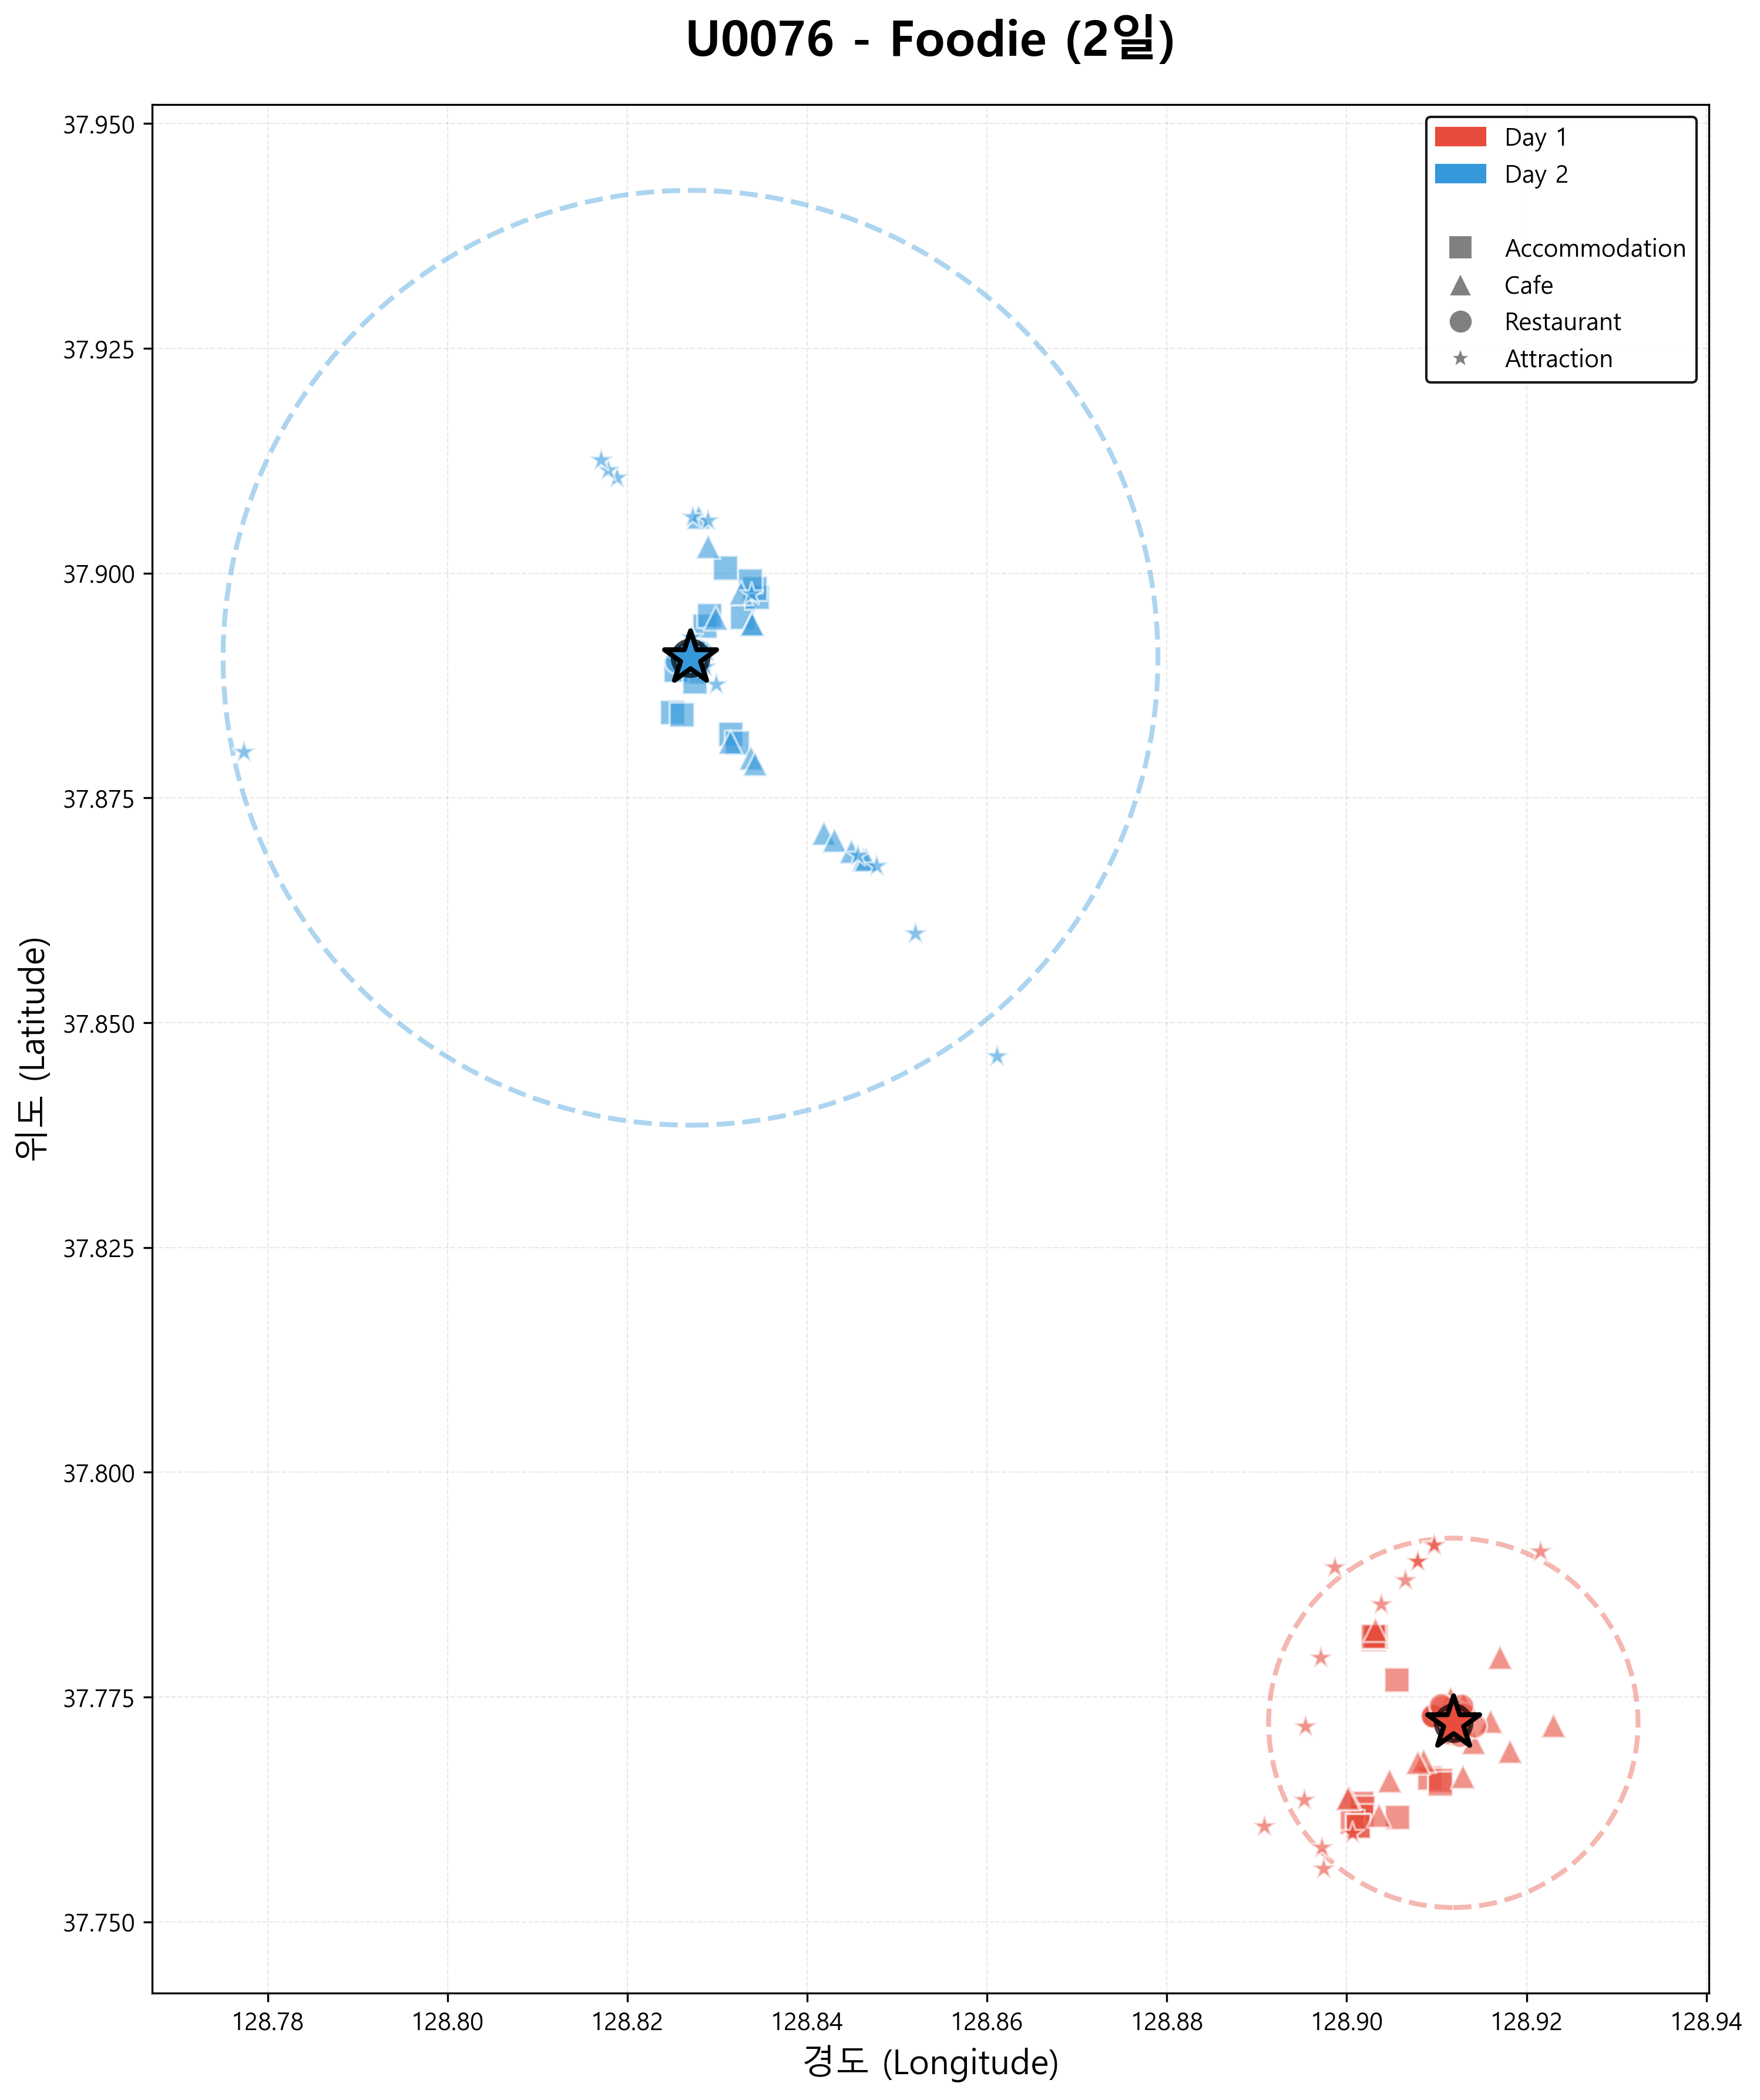 U0076 - Foodie (2일)
Day 1
Day 2
Accommodation
Cafe
Restaurant
Attraction
위도 (Latitude)
37.950
37.925
37.900
37.875
37.850
37.825
37.800
37.775
37.750
128.78
128.80
128.82
128.84
128.86
128.88
128.90
128.92
128.94
경도 (Longitude)